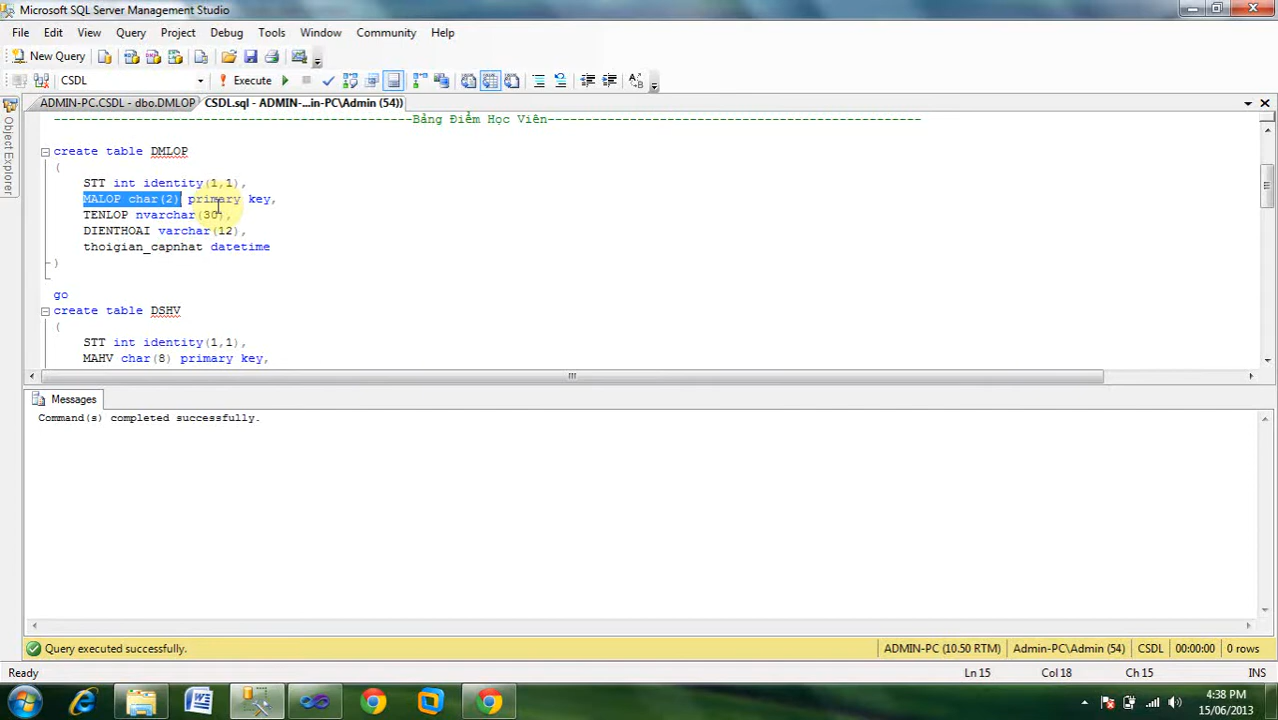 Microsoft SQL Server Management Studio
File Edit View Query Project Debug Tools Window Community Help
New Query
CSDL Execute
ADMIN-PC.CSDL - dbo.DMLOP CSDL.sql - ADMIN-...in-PC\Admin (54))
Object Explorer
------------------------------------------------Bảng Điểm Học Viên--------------------------------------------------
create table DMLOP
(
STT int identity(1,1),
MALOP char(2) primary key,
TENLOP nvarchar(30),
DIENTHOAI varchar(12),
thoigian_capnhat datetime
)
go
create table DSHV
(
STT int identity(1,1),
MAHV char(8) primary key,
Messages
Command(s) completed successfully.
Query executed successfully. ADMIN-PC (10.50 RTM) Admin-PC\Admin (54) CSDL 00:00:00 0 rows
Ready Ln 15 Col 18 Ch 15 INS
4:38 PM
15/06/2013